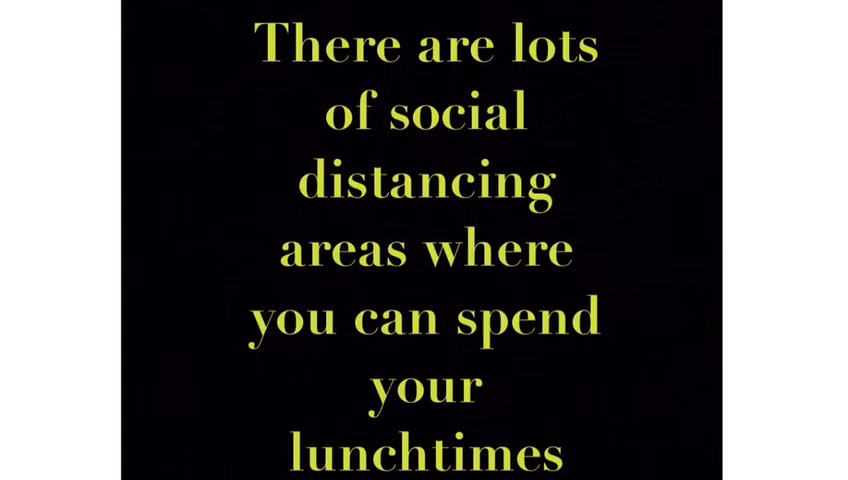 There are lots
of social
distancing
areas where
you can spend
your
lunchtimes